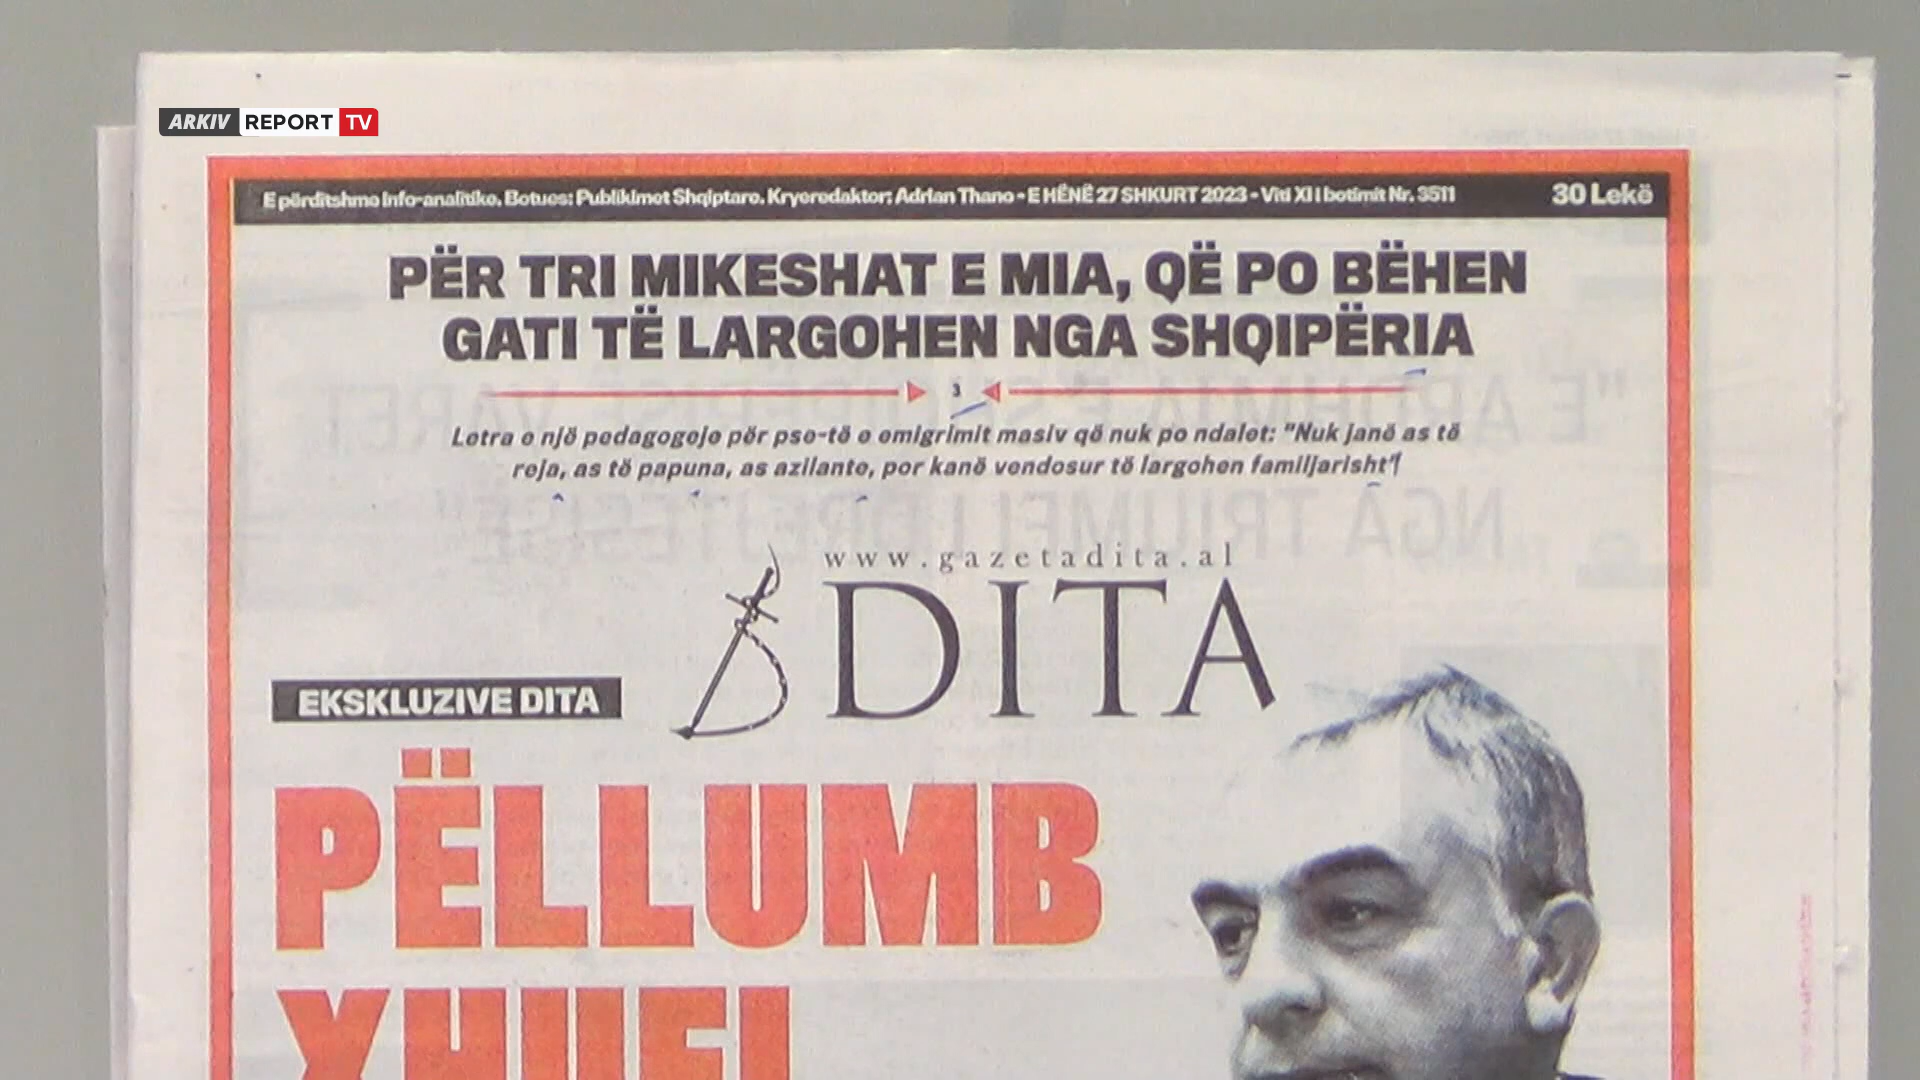 ARKIV REPORT TV
E përditshme info-analitike. Botues: Publikimet Shqiptare. Kryeredaktor: Adrian Thano - E HËNË 27 SHKURT 2023 - Viti XI I botimit Nr. 3511 30 Lekë
PËR TRI MIKESHAT E MIA, QË PO BËHEN
GATI TË LARGOHEN NGA SHQIPËRIA
3
Letra e një pedagogeje për pse-të e emigrimit masiv që nuk po ndalet: "Nuk janë as të
reja, as të papuna, as azilante, por kanë vendosur të largohen familjarisht"
www.gazetadita.al
DITA
EKSKLUZIVE DITA
PËLLUMB
XHUFI